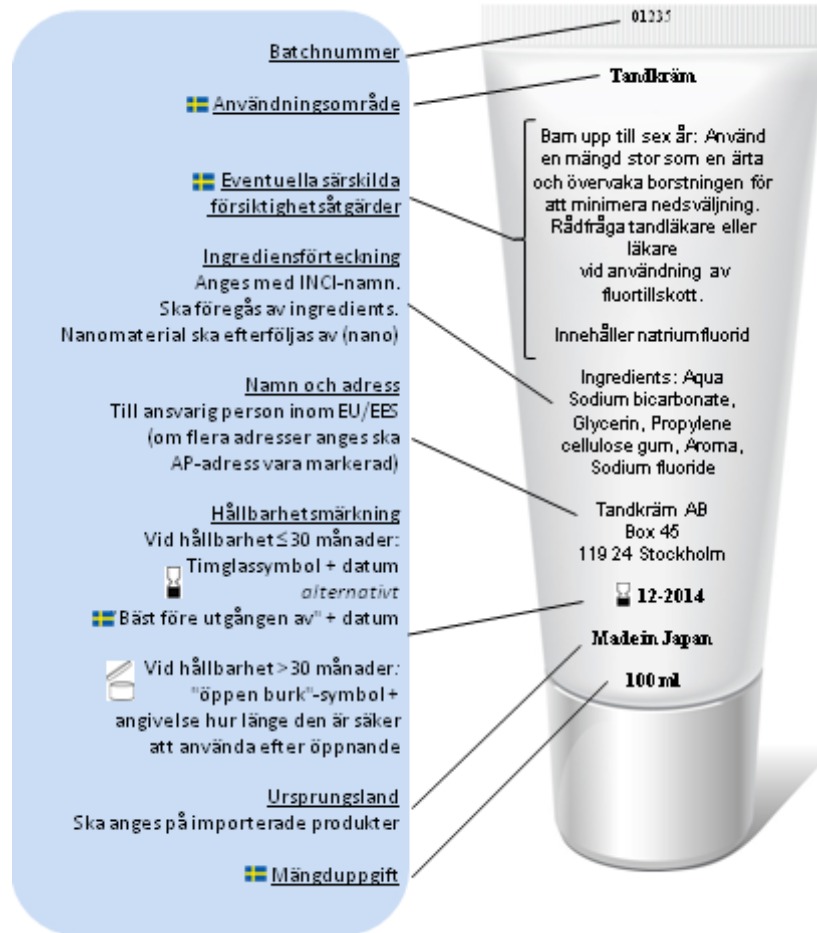 Batchnummer
Användningsområde
Eventuella särskilda
försiktighetsåtgärder
Ingrediensförteckning
Anges med INCI-namn.
Ska föregås av ingredients.
Nanomaterial ska efterföljas av (nano)
Namn och adress
Till ansvarig person inom EU/EES
(om flera adresser anges ska
AP-adress vara markerad)
Hållbarhetsmärkning
Vid hållbarhet ≤ 30 månader:
Timglassymbol + datum
alternativt
Bäst före utgången av" + datum
Vid hållbarhet > 30 månader:
"öppen burk"-symbol +
angivelse hur länge den är säker
att använda efter öppnande
Ursprungsland
Ska anges på importerade produkter
Mängduppgift
01235
Tandkräm
Barn upp till sex år: Använd
en mängd stor som en ärta
och övervaka borstningen för
att minimera nedsväljning.
Rådfråga tandläkare eller
läkare
vid användning av
fluortillskott.
Innehåller natriumfluorid
Ingredients: Aqua
Sodium bicarbonate,
Glycerin, Propylene
cellulose gum, Aroma,
Sodium fluoride
Tandkräm AB
Box 45
119 24 Stockholm
12-2014
Made in Japan
100 ml